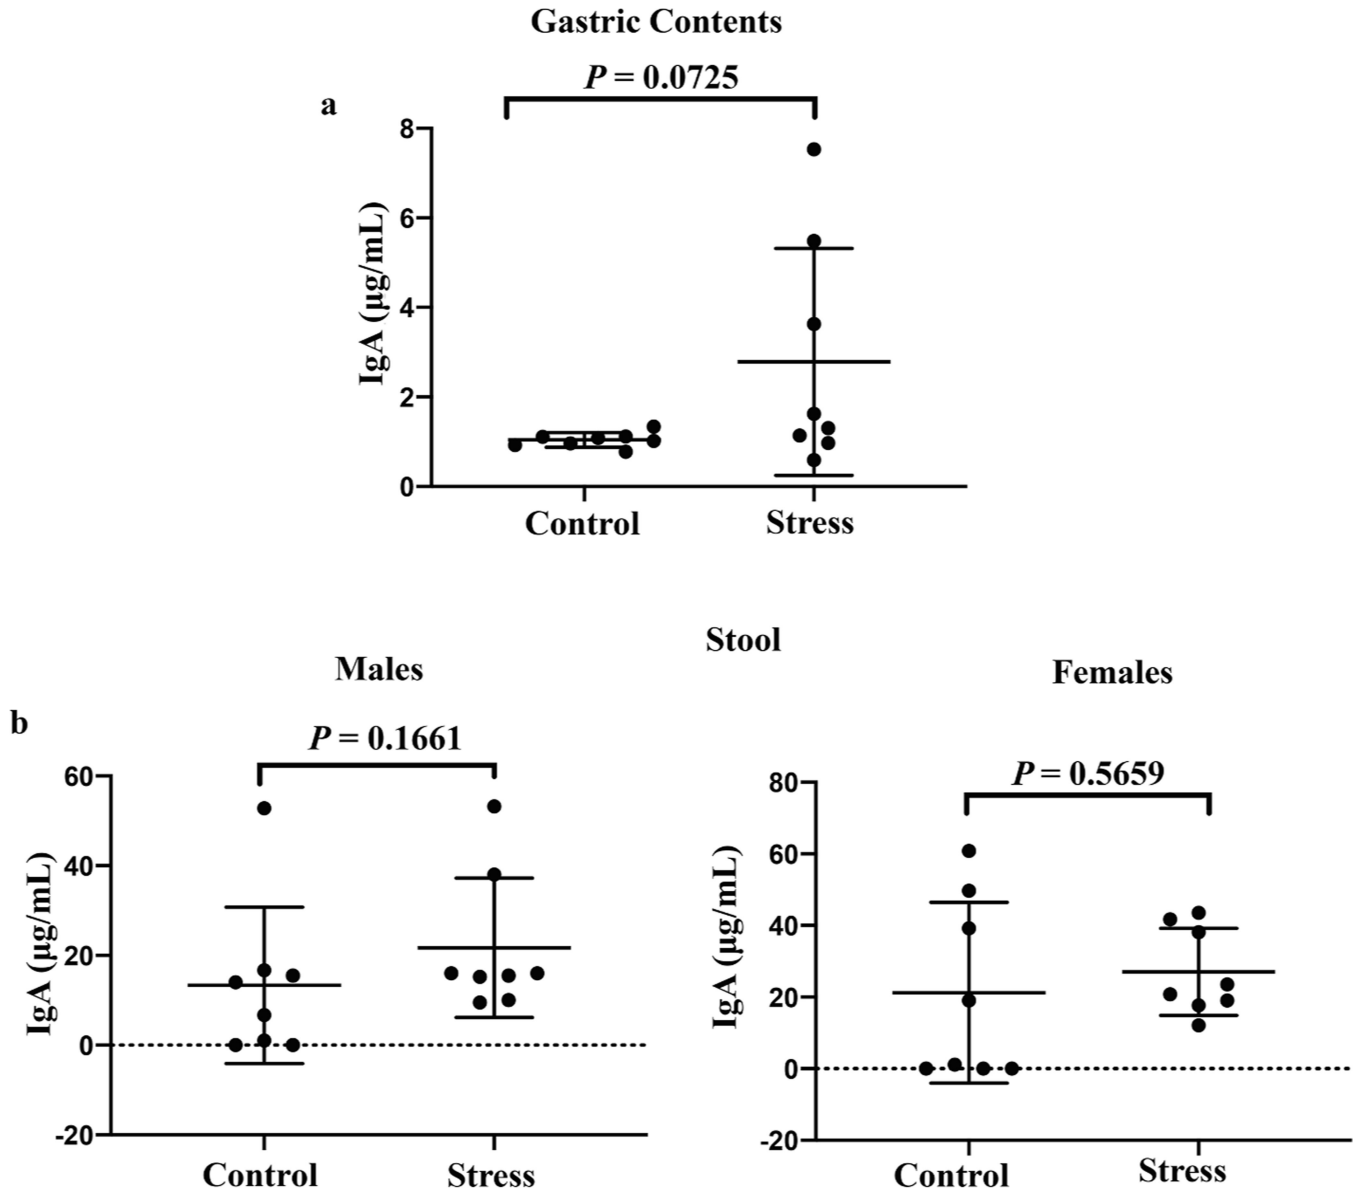 Gastric Contents
P = 0.0725
a
8
6
4
2
0
IgA (µg/mL)
Control
Stress
Stool
Males
Females
b
P = 0.1661
60
40
20
0
-20
IgA (µg/mL)
Control
Stress
P = 0.5659
80
60
40
20
0
-20
IgA (µg/mL)
Control
Stress